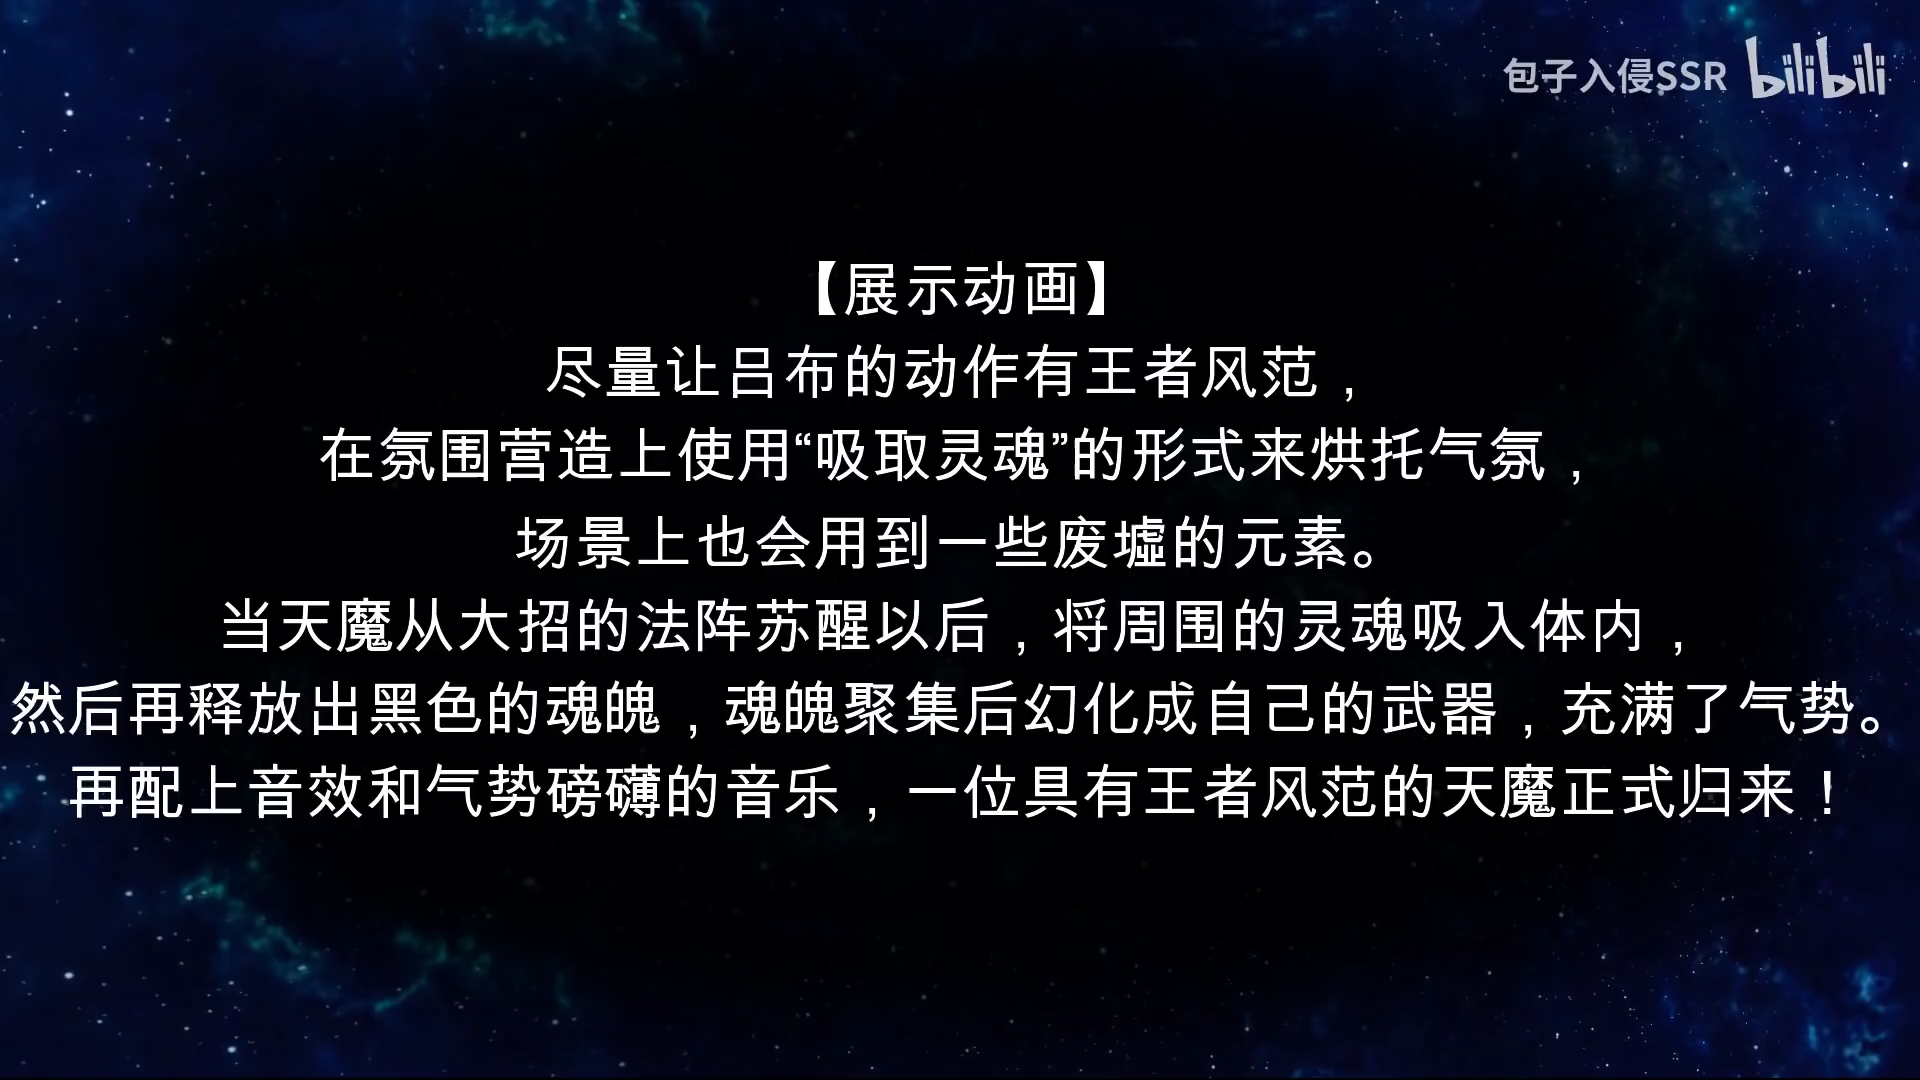 包子入侵SSR bilibili
【展示动画】
尽量让吕布的动作有王者风范，
在氛围营造上使用“吸取灵魂”的形式来烘托气氛，
场景上也会用到一些废墟的元素。
当天魔从大招的法阵苏醒以后，将周围的灵魂吸入体内，
然后再释放出黑色的魂魄，魂魄聚集后幻化成自己的武器，充满了气势。
再配上音效和气势磅礴的音乐，一位具有王者风范的天魔正式归来！